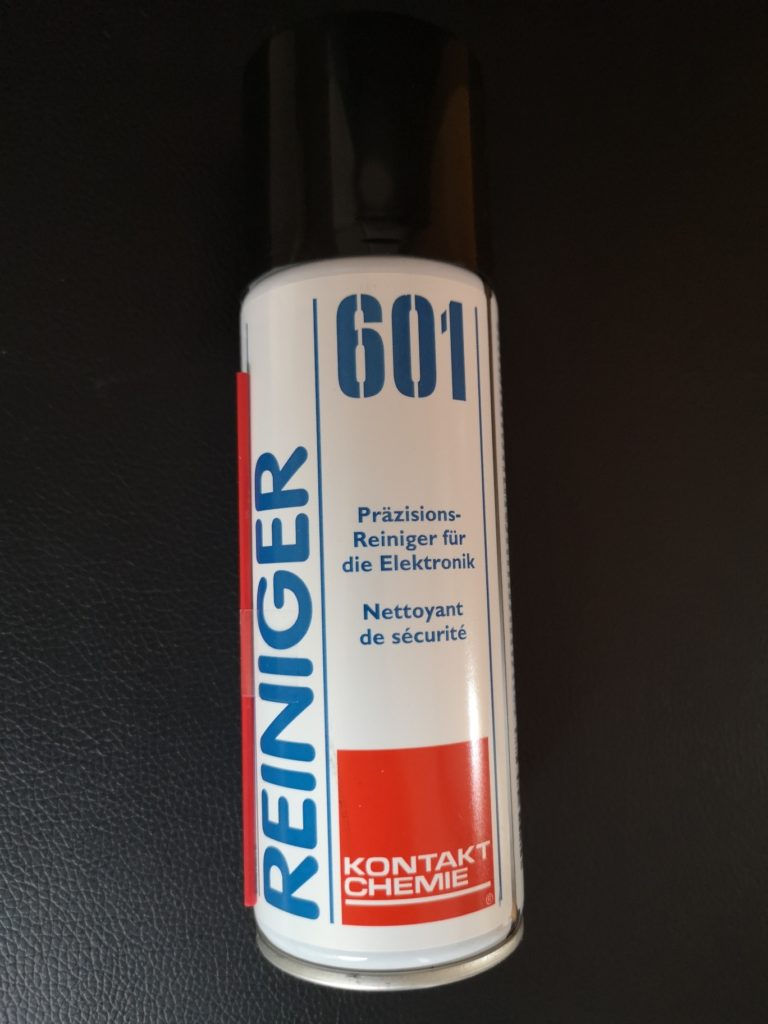 601
REINIGER
Präzisions-
Reiniger für
die Elektronik
Nettoyant
de sécurité
KONTAKT
CHEMIE
®